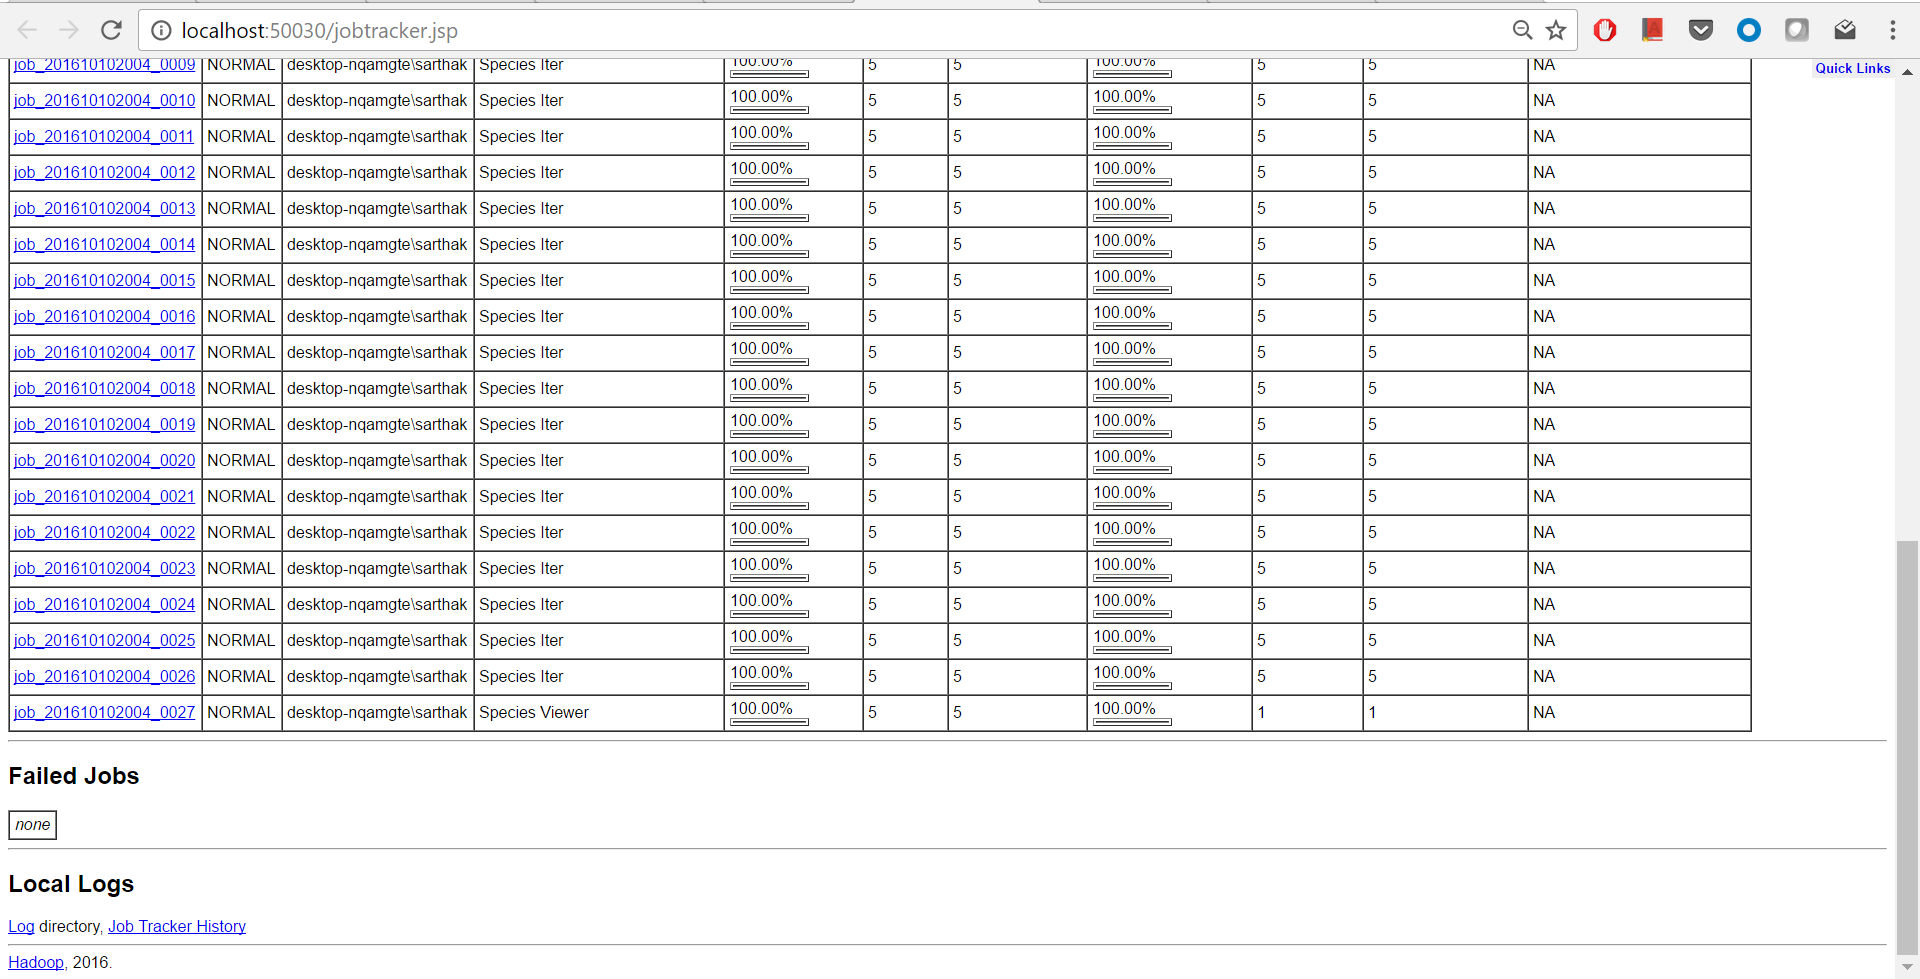 localhost:50030/jobtracker.jsp
Quick Links
job_201610102004_0009 NORMAL desktop-nqamgte\sarthak Species Iter 100.00% 5 5 100.00% 5 5 NA
job_201610102004_0010 NORMAL desktop-nqamgte\sarthak Species Iter 100.00% 5 5 100.00% 5 5 NA
job_201610102004_0011 NORMAL desktop-nqamgte\sarthak Species Iter 100.00% 5 5 100.00% 5 5 NA
job_201610102004_0012 NORMAL desktop-nqamgte\sarthak Species Iter 100.00% 5 5 100.00% 5 5 NA
job_201610102004_0013 NORMAL desktop-nqamgte\sarthak Species Iter 100.00% 5 5 100.00% 5 5 NA
job_201610102004_0014 NORMAL desktop-nqamgte\sarthak Species Iter 100.00% 5 5 100.00% 5 5 NA
job_201610102004_0015 NORMAL desktop-nqamgte\sarthak Species Iter 100.00% 5 5 100.00% 5 5 NA
job_201610102004_0016 NORMAL desktop-nqamgte\sarthak Species Iter 100.00% 5 5 100.00% 5 5 NA
job_201610102004_0017 NORMAL desktop-nqamgte\sarthak Species Iter 100.00% 5 5 100.00% 5 5 NA
job_201610102004_0018 NORMAL desktop-nqamgte\sarthak Species Iter 100.00% 5 5 100.00% 5 5 NA
job_201610102004_0019 NORMAL desktop-nqamgte\sarthak Species Iter 100.00% 5 5 100.00% 5 5 NA
job_201610102004_0020 NORMAL desktop-nqamgte\sarthak Species Iter 100.00% 5 5 100.00% 5 5 NA
job_201610102004_0021 NORMAL desktop-nqamgte\sarthak Species Iter 100.00% 5 5 100.00% 5 5 NA
job_201610102004_0022 NORMAL desktop-nqamgte\sarthak Species Iter 100.00% 5 5 100.00% 5 5 NA
job_201610102004_0023 NORMAL desktop-nqamgte\sarthak Species Iter 100.00% 5 5 100.00% 5 5 NA
job_201610102004_0024 NORMAL desktop-nqamgte\sarthak Species Iter 100.00% 5 5 100.00% 5 5 NA
job_201610102004_0025 NORMAL desktop-nqamgte\sarthak Species Iter 100.00% 5 5 100.00% 5 5 NA
job_201610102004_0026 NORMAL desktop-nqamgte\sarthak Species Iter 100.00% 5 5 100.00% 5 5 NA
job_201610102004_0027 NORMAL desktop-nqamgte\sarthak Species Viewer 100.00% 5 5 100.00% 1 1 NA
Failed Jobs
none
Local Logs
Log directory, Job Tracker History
Hadoop, 2016.